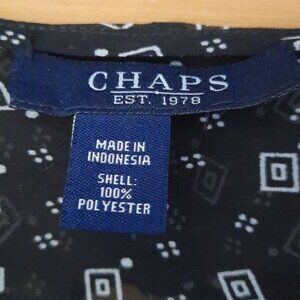 CHAPS
EST. 1978
MADE IN
INDONESIA
SHELL:
100%
POLYESTER